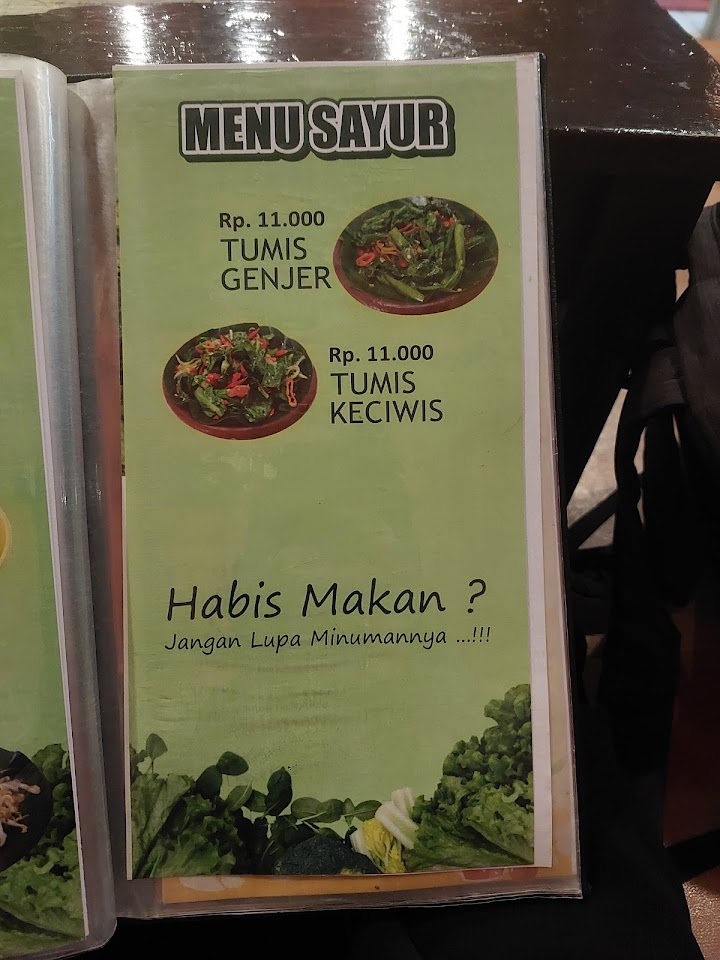 MENU SAYUR
Rp. 11.000
TUMIS
GENJER
Rp. 11.000
TUMIS
KECIWIS
Habis Makan ?
Jangan Lupa Minumannya ...!!!